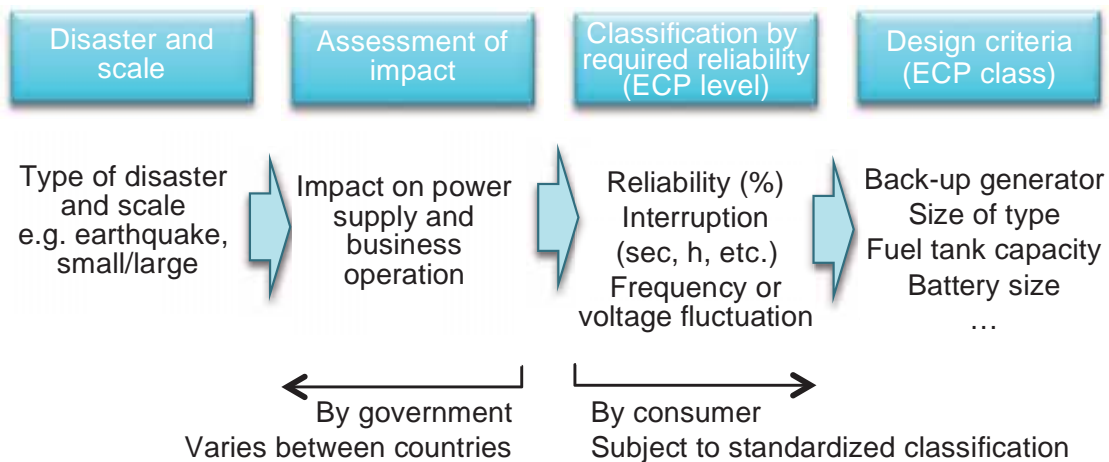 Disaster and
scale
Assessment of
impact
Classification by
required reliability
(ECP level)
Design criteria
(ECP class)
Type of disaster
and scale
e.g. earthquake,
small/large
Impact on power
supply and
business
operation
Reliability (%)
Interruption
(sec, h, etc.)
Frequency or
voltage fluctuation
Back-up generator
Size of type
Fuel tank capacity
Battery size
…
By government
Varies between countries
By consumer
Subject to standardized classification